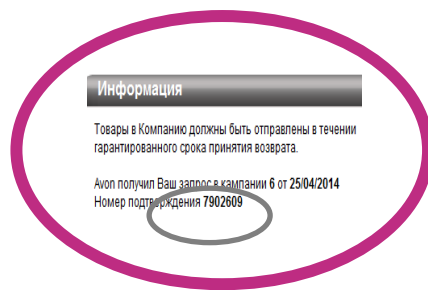 Информация
Товары в Компанию должны быть отправлены в течении
гарантированного срока принятия возврата.
Avon получил Ваш запрос в кампании 6 от 25/04/2014
Номер подтверждения 7902609